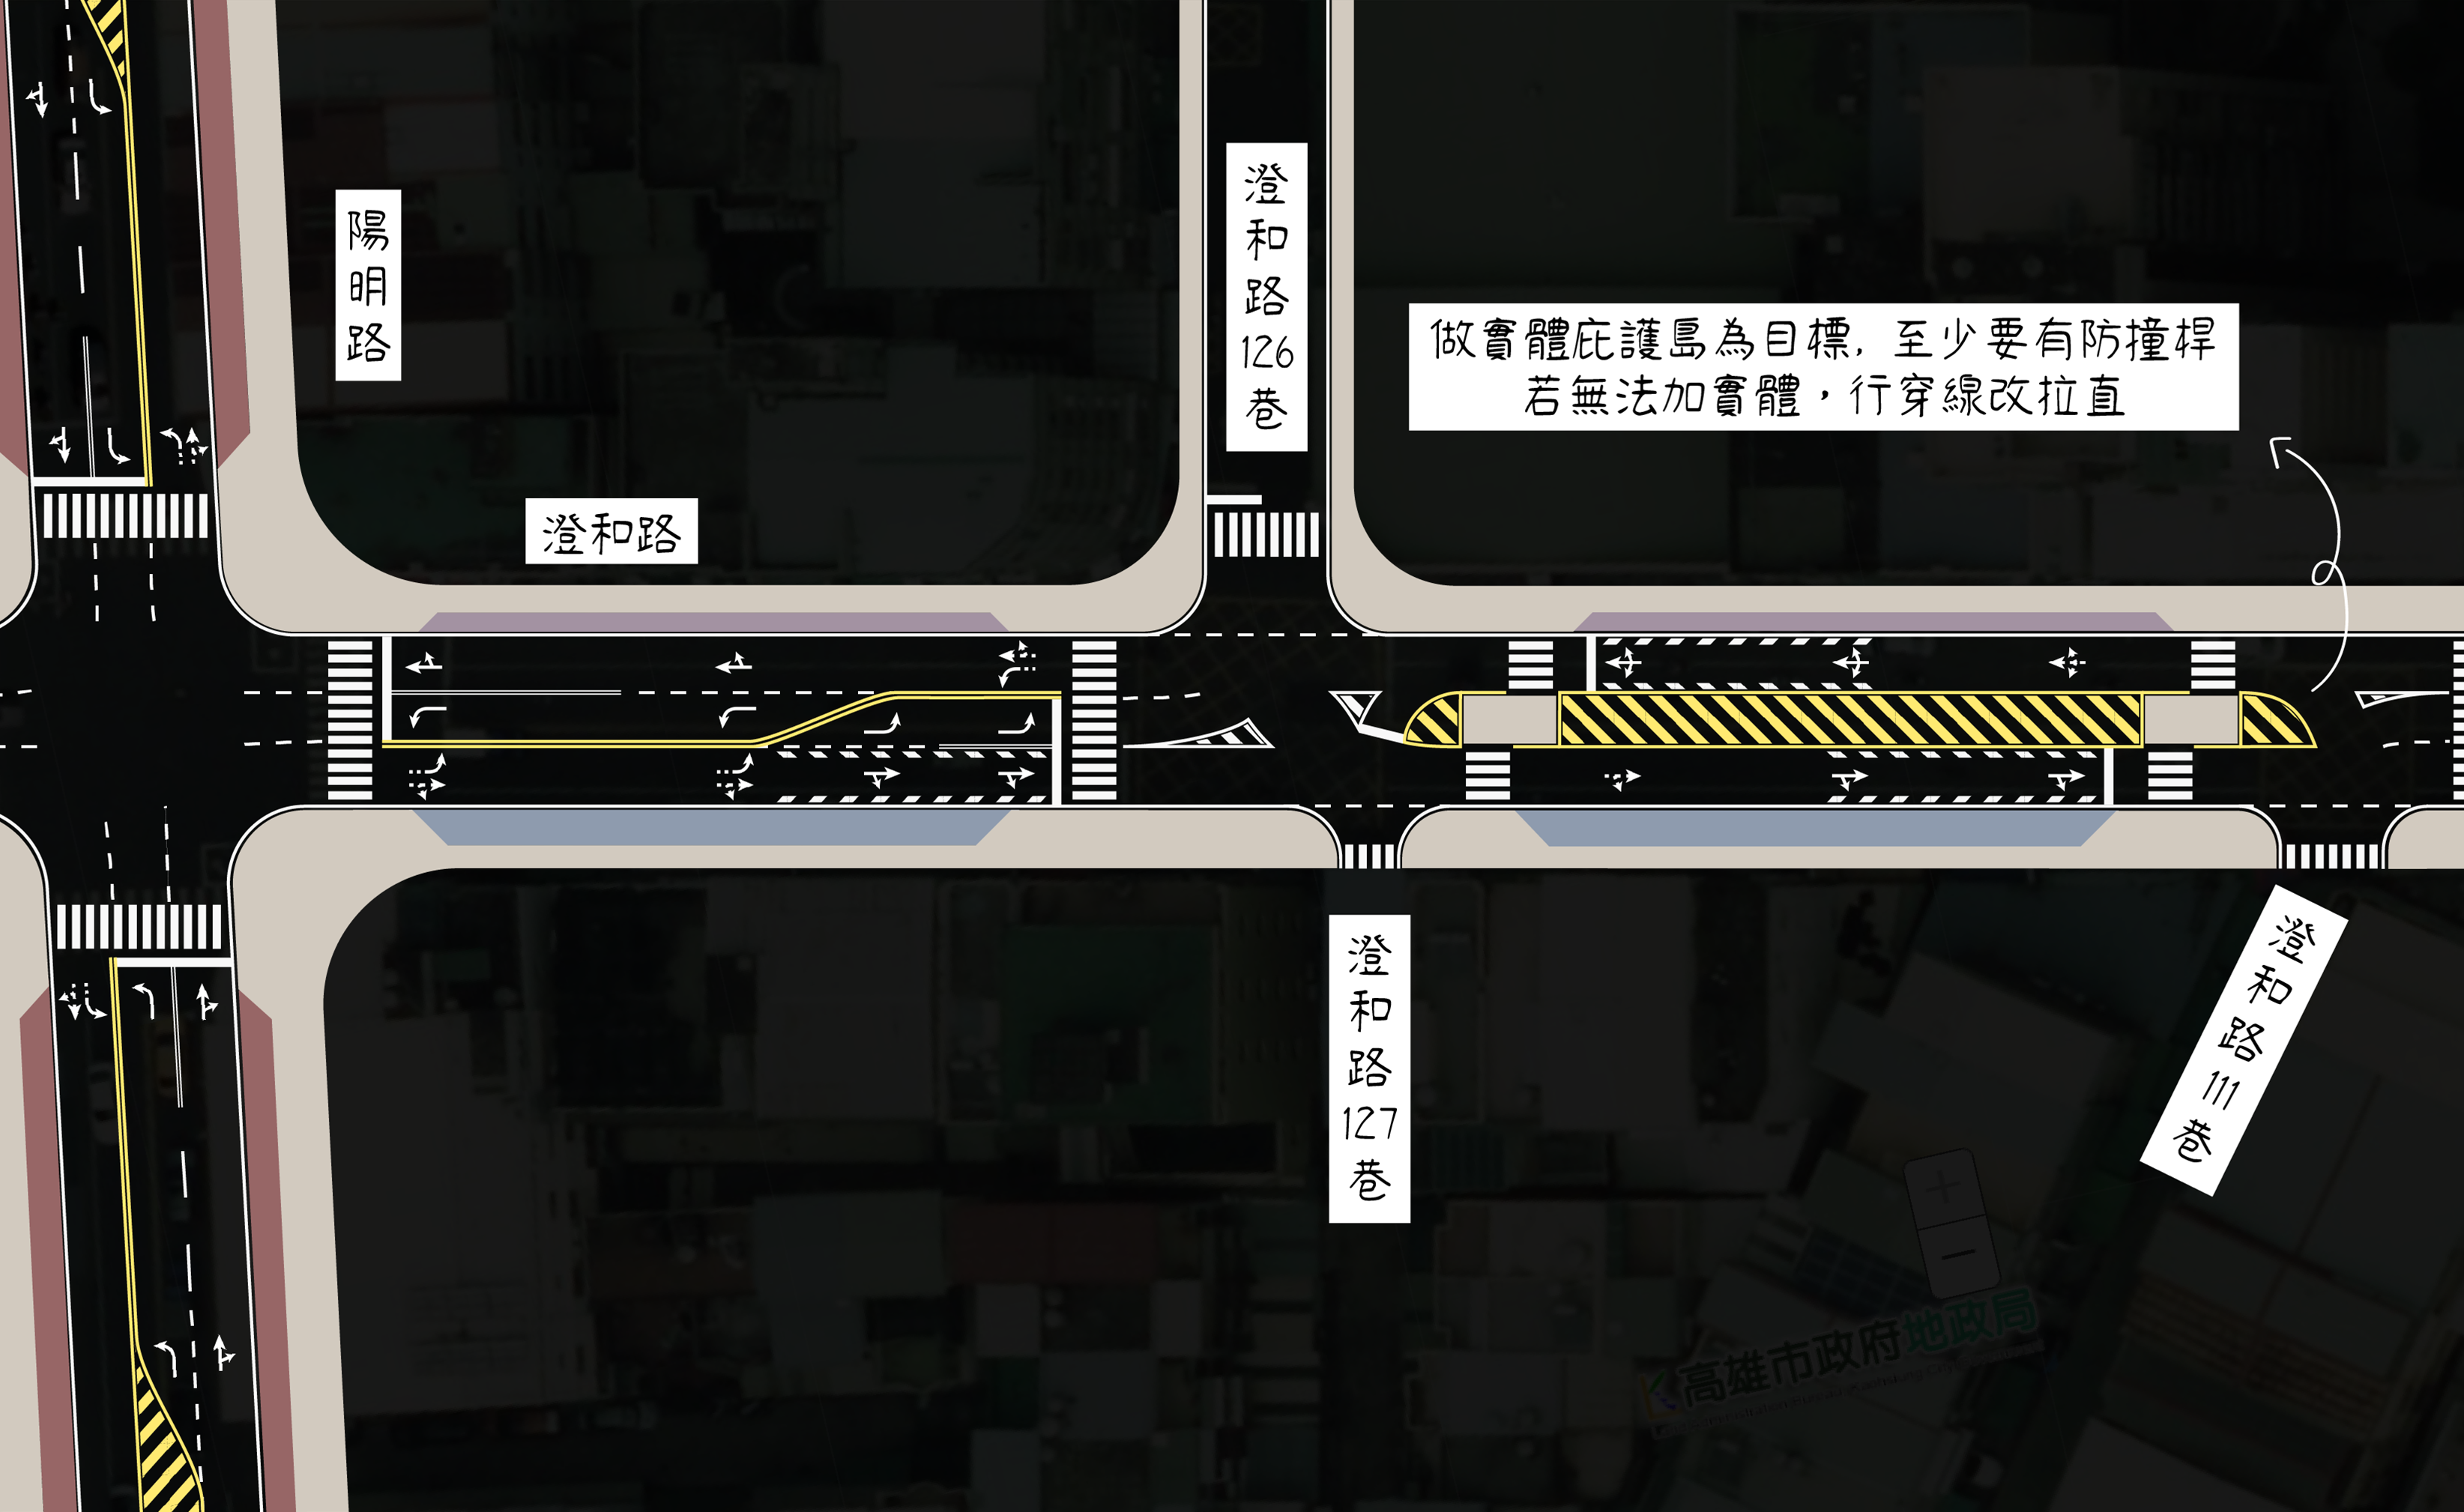 陽明路
澄和路126巷
做實體庇護島為目標，至少要有防撞桿
若無法加實體，行穿線改拉直
澄和路
澄和路127巷
澄和路111巷
高雄市政府地政局